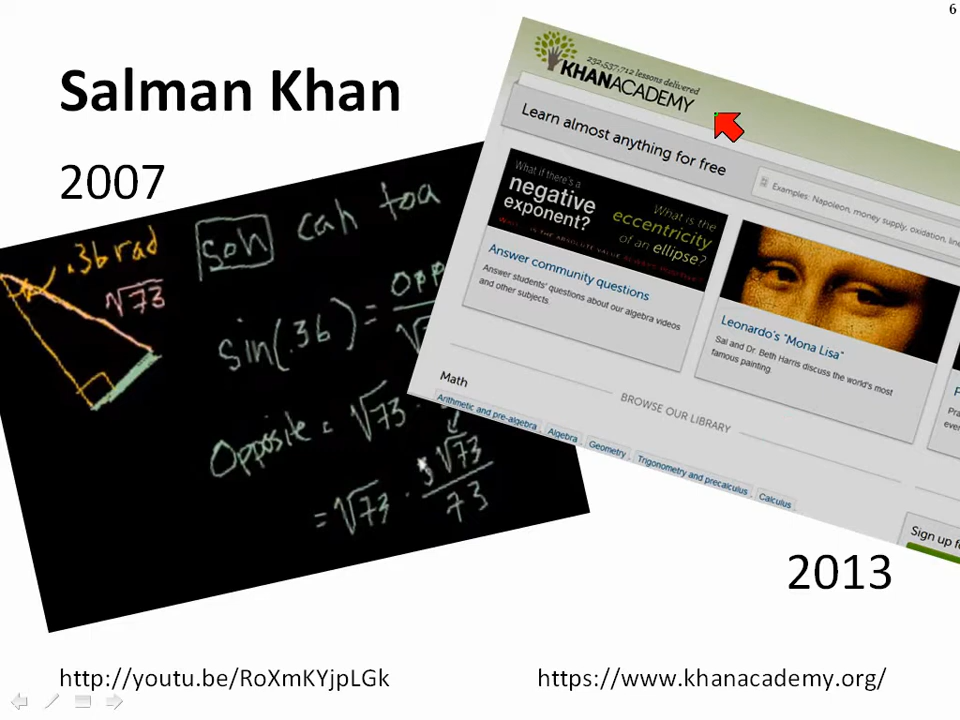 6
Salman Khan
2007
.36 rad
√73
soh cah toa
sin(.36) =
Opposite = √73 ·
= √73 · 3√73
73
232,537,712 lessons delivered
KHANACADEMY
Learn almost anything for free
Examples: Napoleon, money supply, oxidation,
What if there's a
negative
exponent?
What is the
eccentricity
of an ellipse?
Answer community questions
Answer students' questions about our algebra videos
and other subjects.
Leonardo's "Mona Lisa"
Sal and Dr. Beth Harris discuss the world's most
famous painting.
BROWSE OUR LIBRARY
Math
Arithmetic and pre-algebra
Algebra
Geometry
Trigonometry and precalculus
Calculus
Sign up
2013
http://youtu.be/RoXmKYjpLGk
https://www.khanacademy.org/